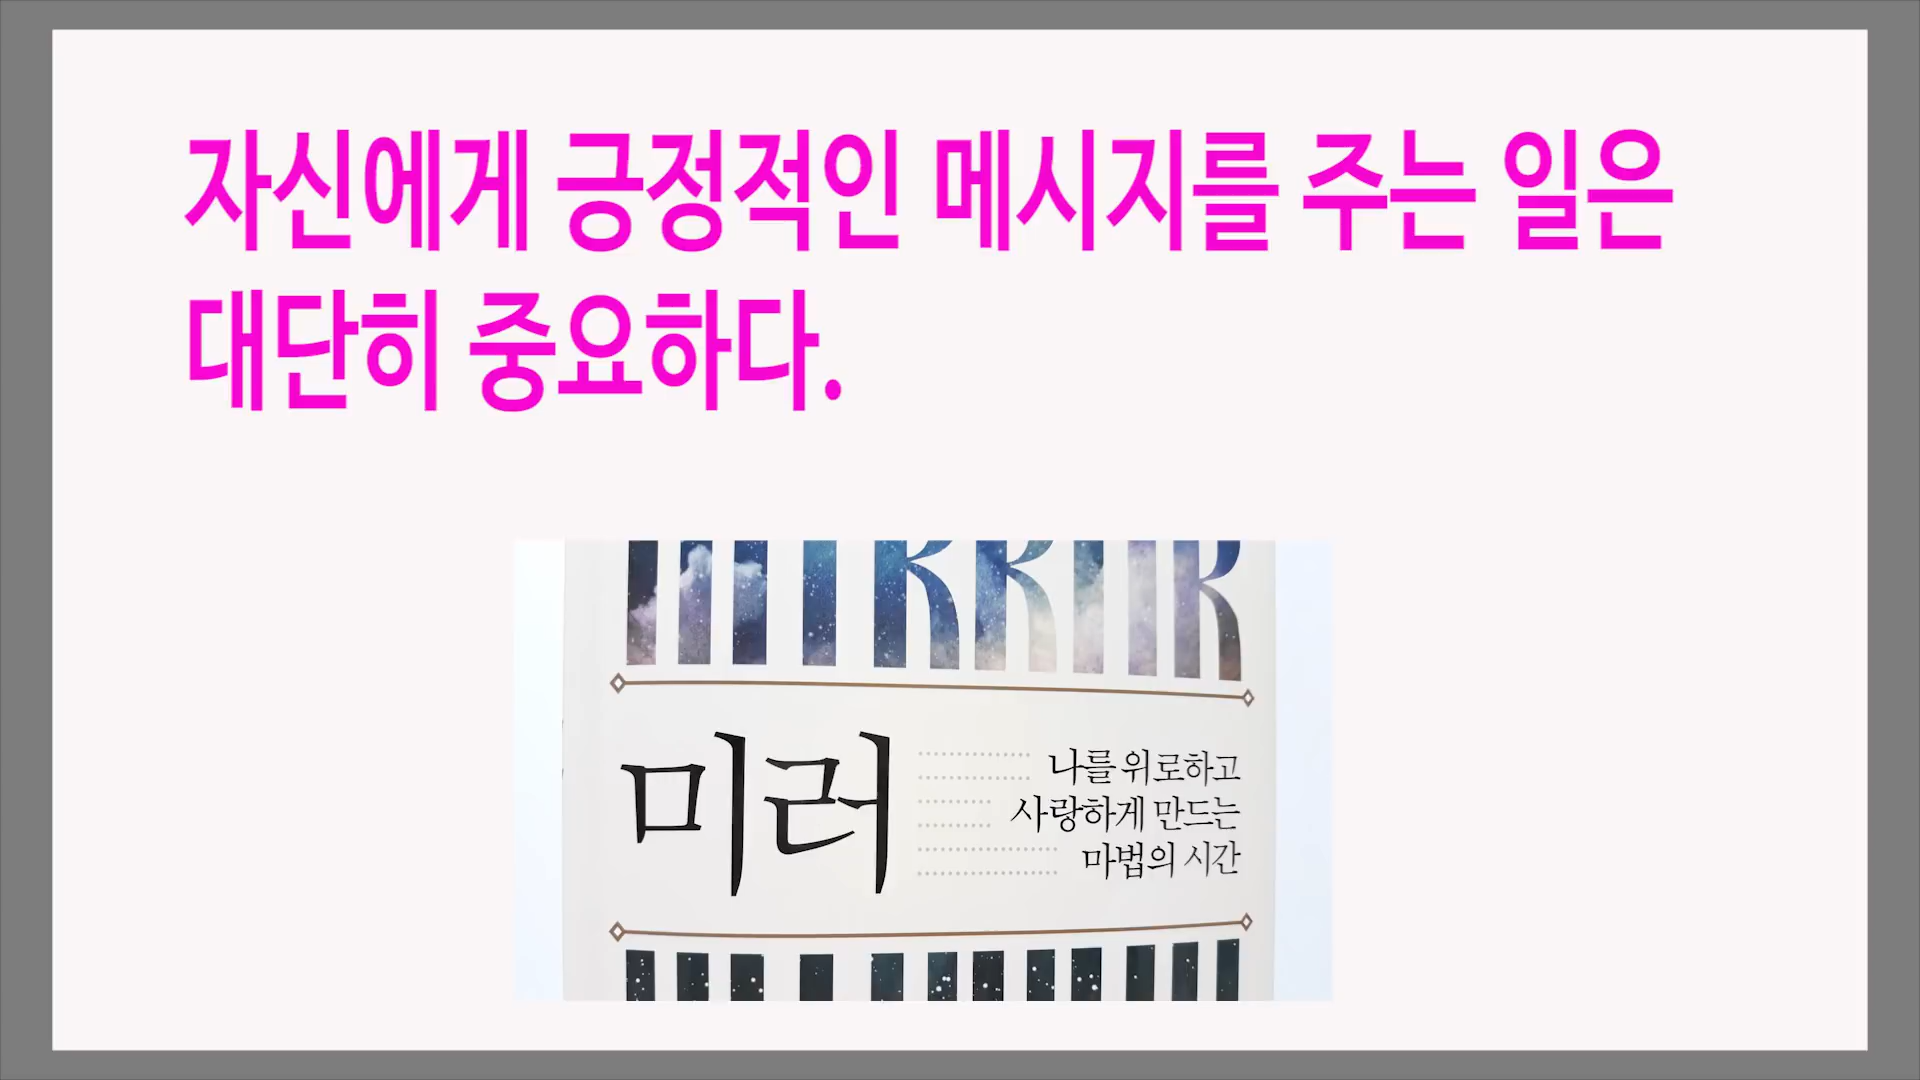 자신에게 긍정적인 메시지를 주는 일은
대단히 중요하다.
MIRROR
미러
나를 위로하고
사랑하게 만드는
마법의 시간